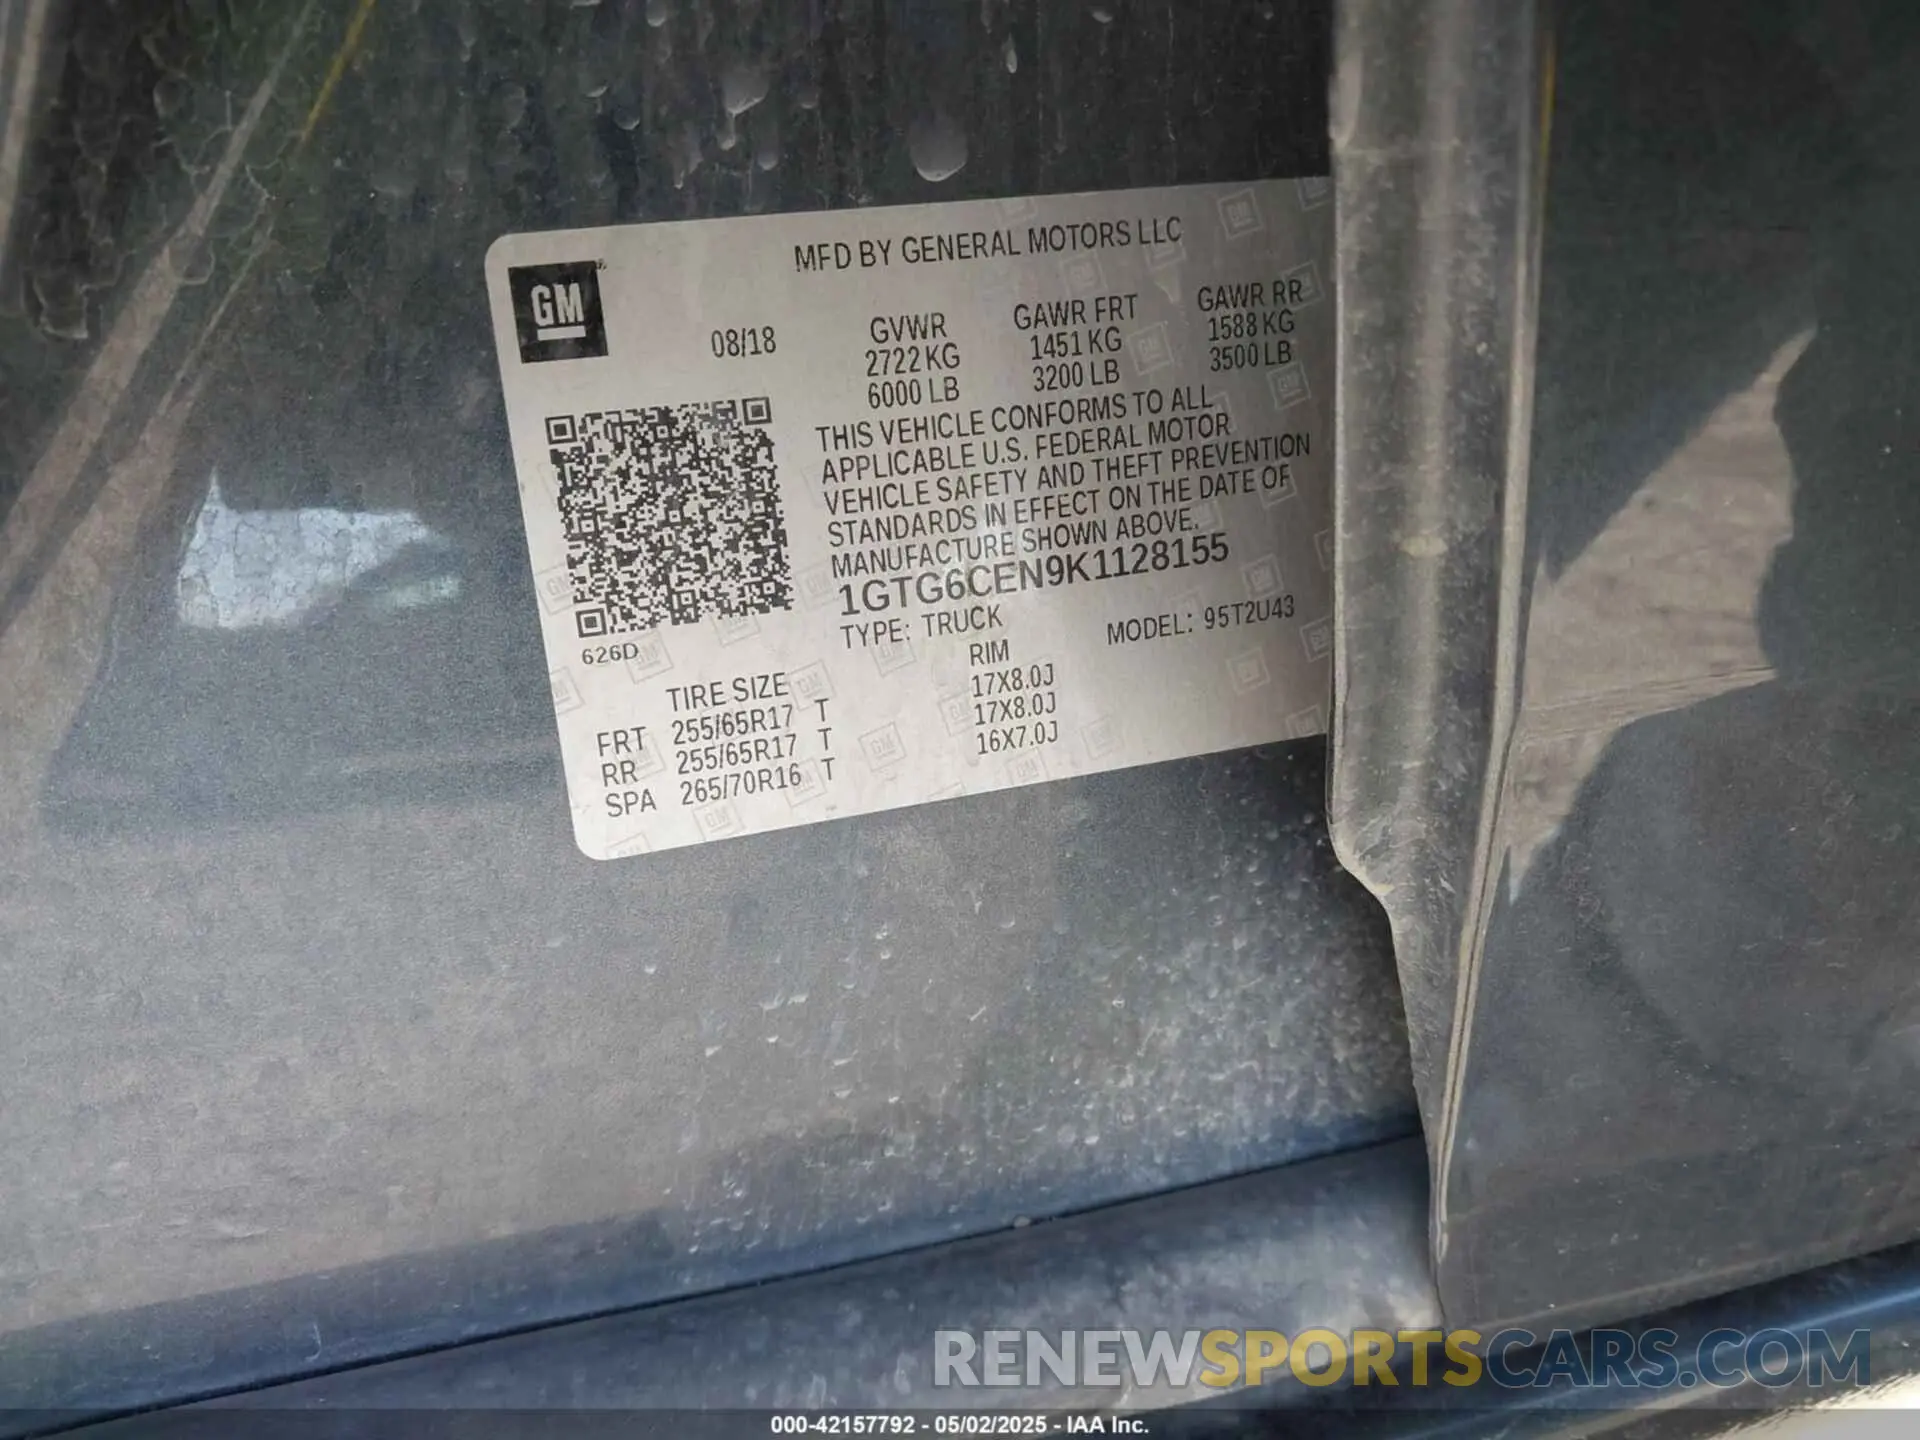 MFD BY GENERAL MOTORS LLC
GM
08/18
GVWR
2722 KG
6000 LB
GAWR FRT
1451 KG
3200 LB
GAWR RR
1588 KG
3500 LB
THIS VEHICLE CONFORMS TO ALL
APPLICABLE U.S. FEDERAL MOTOR
VEHICLE SAFETY AND THEFT PREVENTION
STANDARDS IN EFFECT ON THE DATE OF
MANUFACTURE SHOWN ABOVE.
1GTG6CEN9K1128155
TYPE: TRUCK
MODEL: 95T2U43
626D
TIRE SIZE RIM
FRT 255/65R17 T 17X8.0J
RR 255/65R17 T 17X8.0J
SPA 265/70R16 T 16X7.0J
RENEWSPORTSCARS.COM
000-42157792 - 05/02/2025 - IAA Inc.